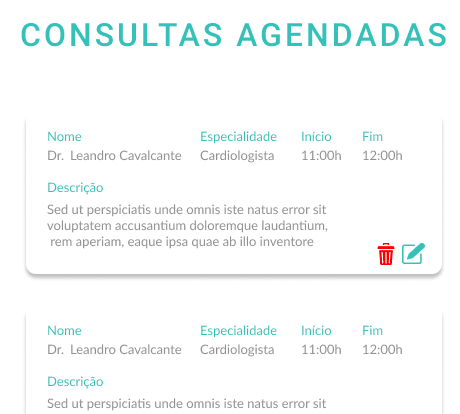 CONSULTAS AGENDADAS
Nome Especialidade Início Fim
Dr. Leandro Cavalcante Cardiologista 11:00h 12:00h
Descrição
Sed ut perspiciatis unde omnis iste natus error sit
voluptatem accusantium doloremque laudantium,
rem aperiam, eaque ipsa quae ab illo inventore
Nome Especialidade Início Fim
Dr. Leandro Cavalcante Cardiologista 11:00h 12:00h
Descrição
Sed ut perspiciatis unde omnis iste natus error sit